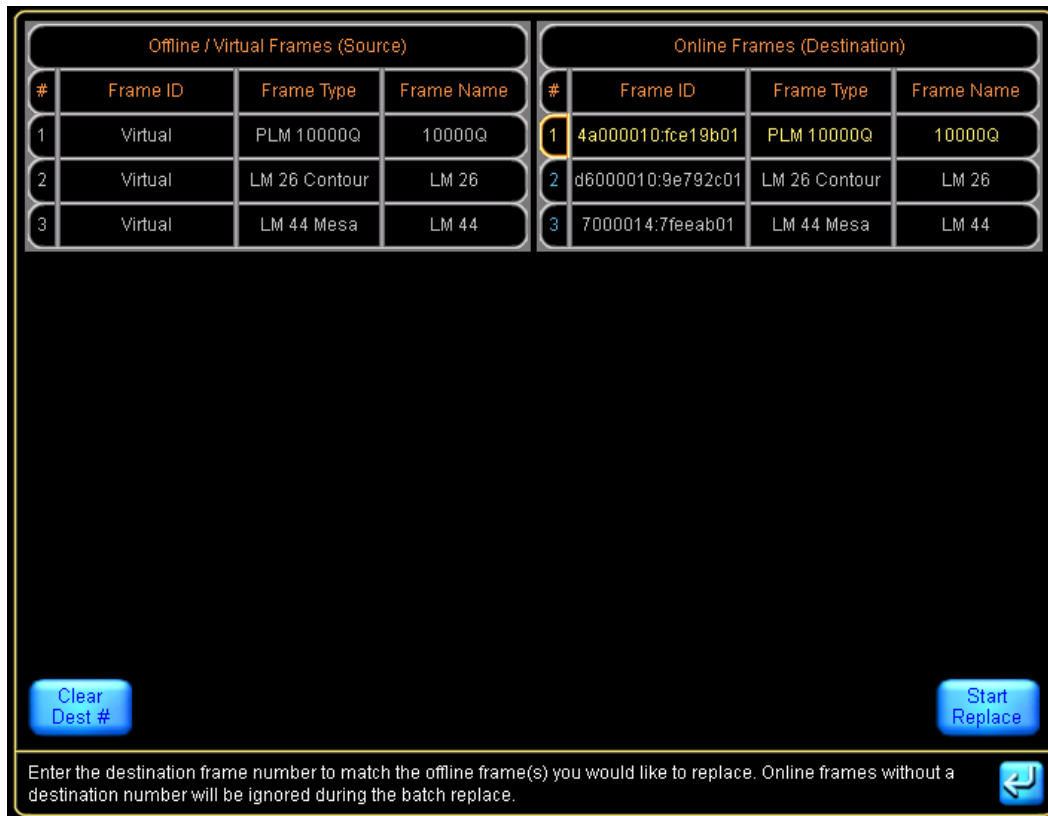 Offline / Virtual Frames (Source) Online Frames (Destination)
# Frame ID Frame Type Frame Name # Frame ID Frame Type Frame Name
1 Virtual PLM 10000Q 10000Q 1 4a000010:fce19b01 PLM 10000Q 10000Q
2 Virtual LM 26 Contour LM 26 2 d6000010:9e792c01 LM 26 Contour LM 26
3 Virtual LM 44 Mesa LM 44 3 7000014:7feeab01 LM 44 Mesa LM 44
Clear
Dest #
Start
Replace
Enter the destination frame number to match the offline frame(s) you would like to replace. Online frames without a
destination number will be ignored during the batch replace.